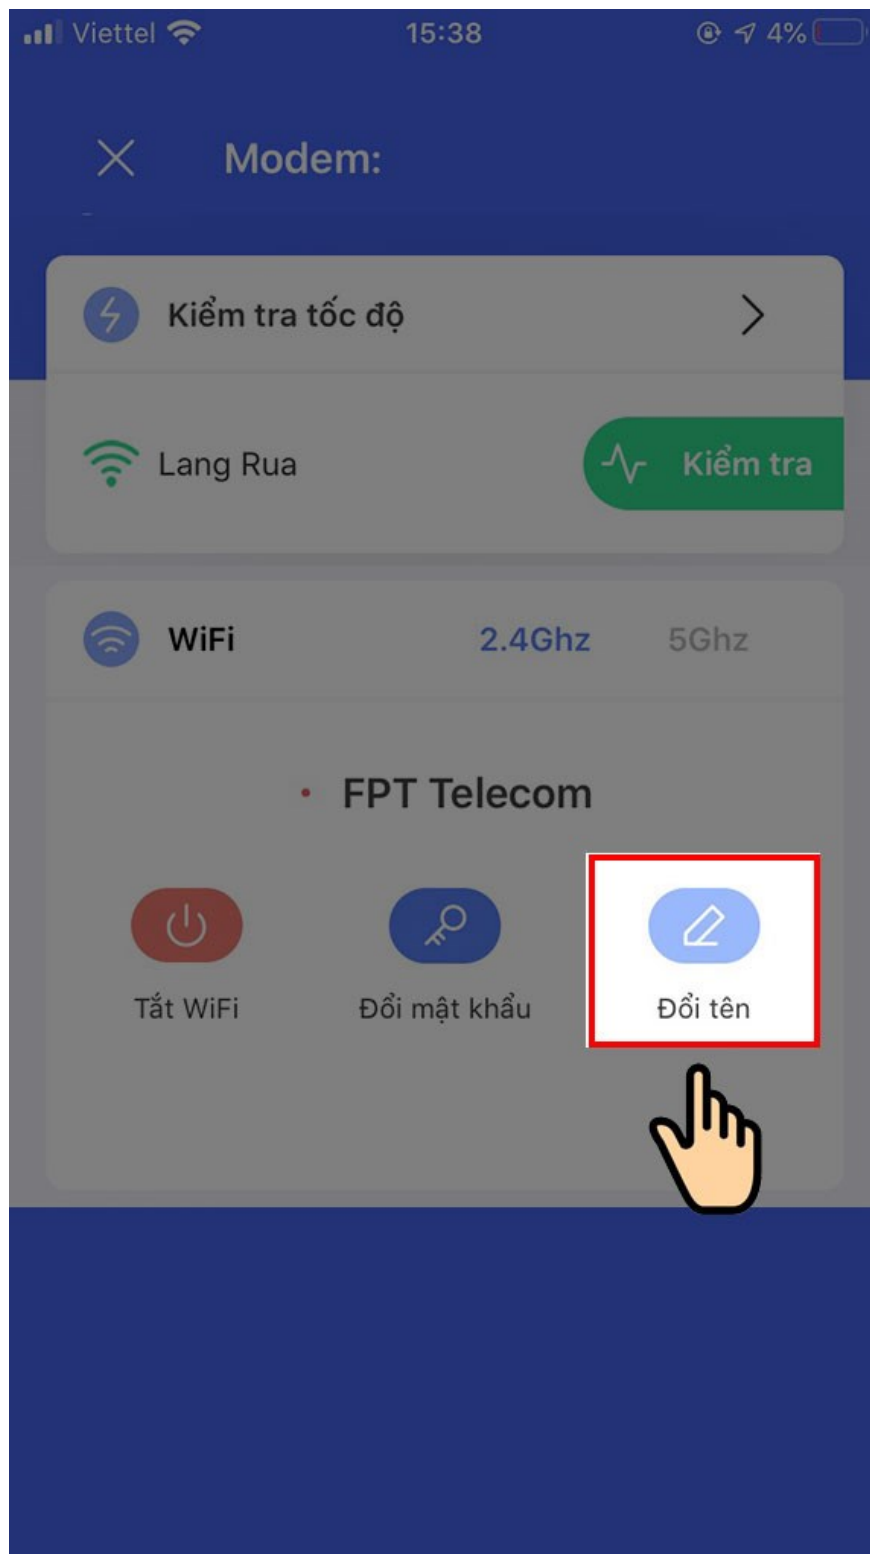 Viettel 15:38 4%
Modem:
Kiểm tra tốc độ
Lang Rua Kiểm tra
WiFi 2.4Ghz 5Ghz
FPT Telecom
Tắt WiFi Đổi mật khẩu Đổi tên